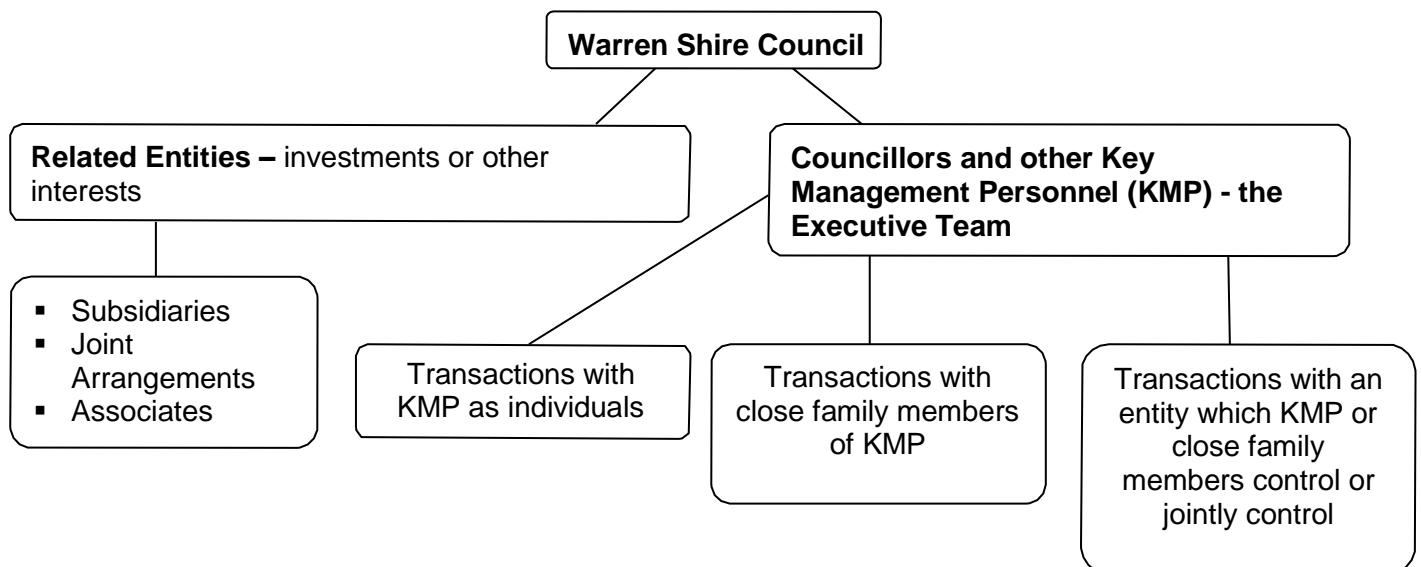 Warren Shire Council
Related Entities – investments or other
interests
Councillors and other Key
Management Personnel (KMP) - the
Executive Team
▪ Subsidiaries
▪ Joint
Arrangements
▪ Associates
Transactions with
KMP as individuals
Transactions with
close family members
of KMP
Transactions with an
entity which KMP or
close family
members control or
jointly control